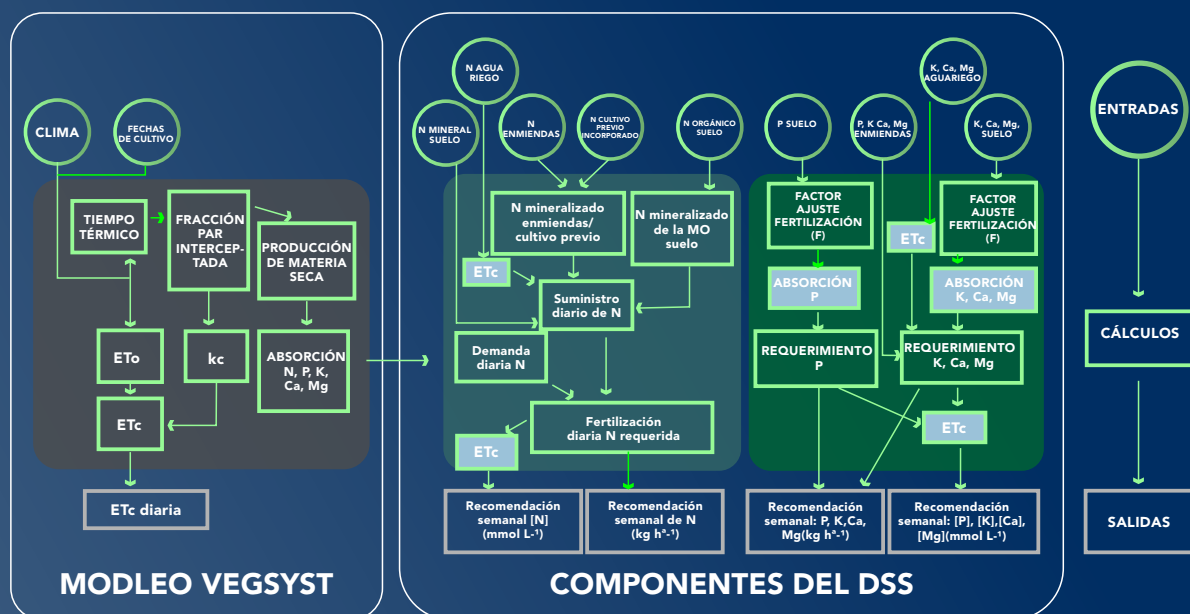 CLIMA
FECHAS
DE CULTIVO
TIEMPO
TÉRMICO
FRACCIÓN
PAR
INTERCEP-
TADA
PRODUCCIÓN
DE MATERIA
SECA
ETo
kc
ABSORCIÓN
N, P, K,
Ca, Mg
ETc
ETc diaria
MODLEO VEGSYST
N AGUA
RIEGO
N MINERAL
SUELO
N
ENMIENDAS
N CULTIVO
PREVIO
INCORPORADO
N ORGÁNICO
SUELO
N mineralizado
enmiendas/
cultivo previo
N mineralizado
de la MO
suelo
ETc
Suministro
diario de N
Demanda
diaria N
Fertilización
diaria N requerida
ETc
Recomendación
semanal [N]
(mmol L-¹)
Recomendación
semanal de N
(kg hª-¹)
P SUELO
P, K Ca, Mg
ENMIENDAS
K, Ca, Mg
AGUARIEGO
K, Ca, Mg,
SUELO
FACTOR
AJUSTE
FERTILIZACIÓN
(F)
ETc
FACTOR
AJUSTE
FERTILIZACIÓN
(F)
ABSORCIÓN
P
ABSORCIÓN
K, Ca, Mg
REQUERIMIENTO
P
REQUERIMIENTO
K, Ca, Mg
ETc
Recomendación
semanal: P, K,Ca,
Mg(kg hª-¹)
Recomendación
semanal: [P], [K],[Ca],
[Mg](mmol L-¹)
COMPONENTES DEL DSS
ENTRADAS
CÁLCULOS
SALIDAS